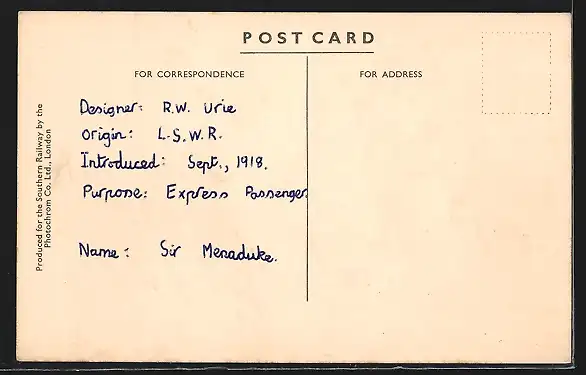 POST CARD
FOR CORRESPONDENCE
FOR ADDRESS
Designer: R.W. Urie
Origin: L.S.W.R.
Introduced: Sept., 1918.
Purpose: Express Passenger.
Name: Sir Menaduke.
Produced for the Southern Railway by the
Photochrom Co. Ltd., London